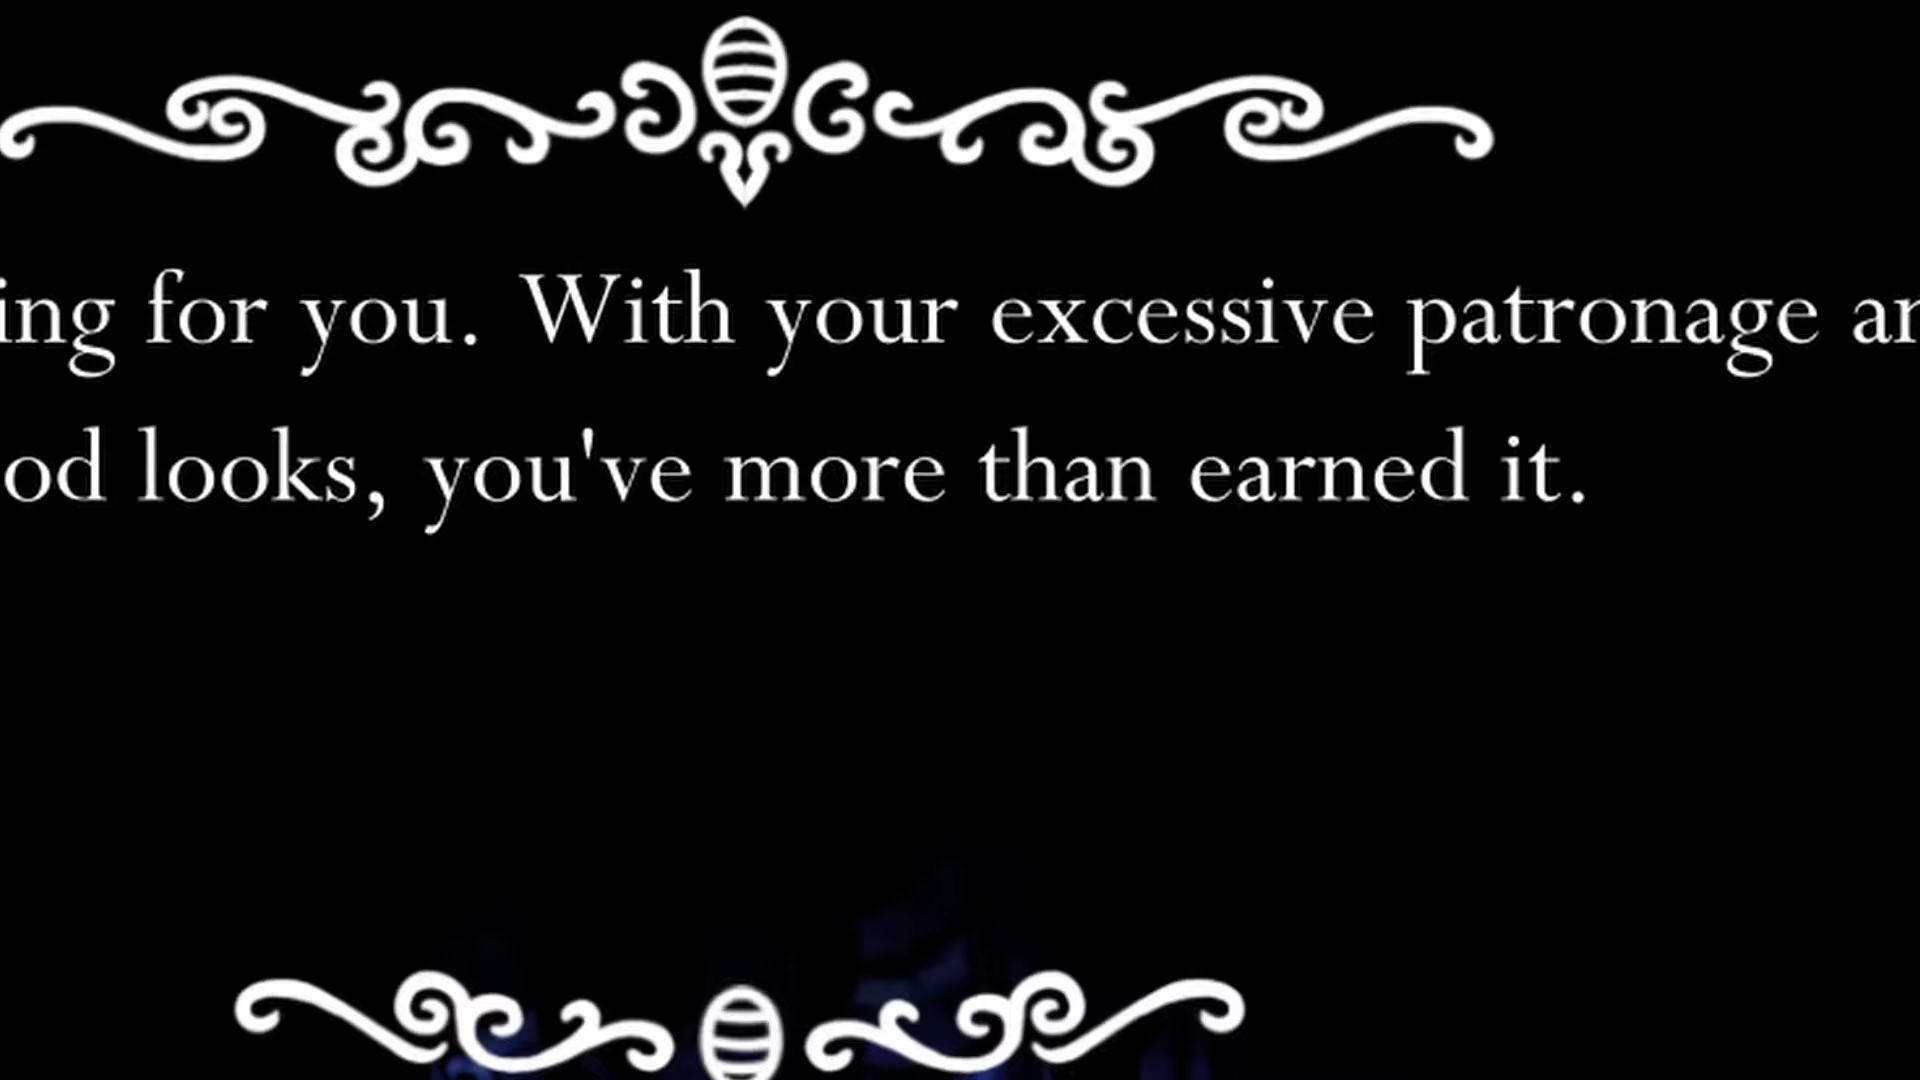 ing for you. With your excessive patronage an
od looks, you've more than earned it.